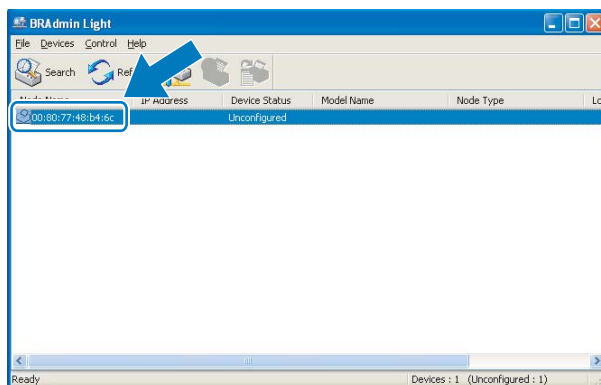 BRAdmin Light
File Devices Control Help
Search
IP Address Device Status Model Name Node Type
00:80:77:48:b4:6c Unconfigured
Ready Devices : 1 (Unconfigured : 1)